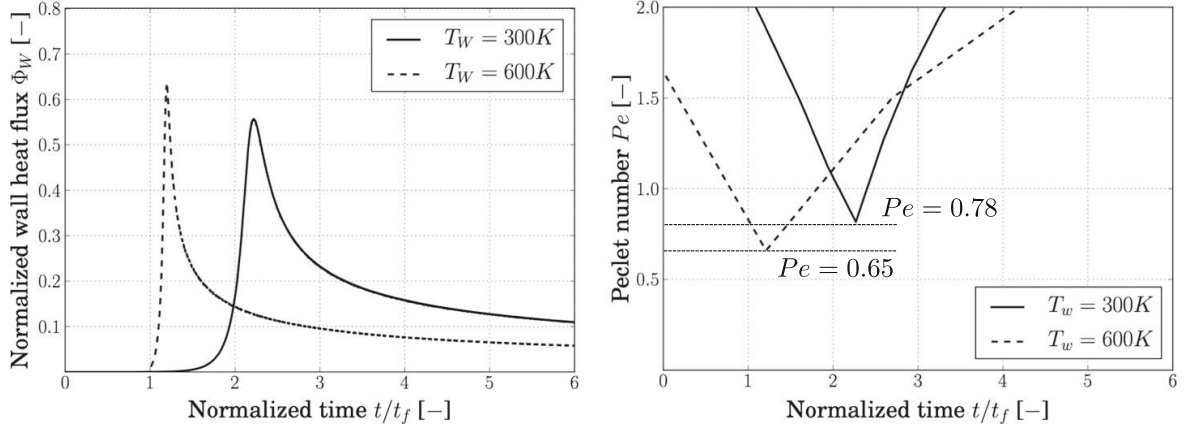 0.8
0.7
0.6
0.5
0.4
0.3
0.2
0.1
Normalized wall heat flux Φ_W [−]
T_W = 300K
T_W = 600K
0 1 2 3 4 5 6
Normalized time t/t_f [−]
2.0
1.5
1.0
0.5
Peclet number Pe [−]
Pe = 0.78
Pe = 0.65
T_w = 300K
T_w = 600K
0 1 2 3 4 5 6
Normalized time t/t_f [−]